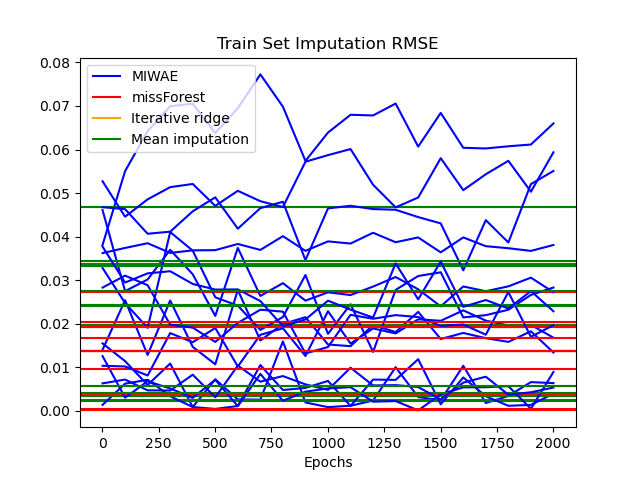 Train Set Imputation RMSE
0.08
0.07
0.06
0.05
0.04
0.03
0.02
0.01
0.00
MIWAE
missForest
Iterative ridge
Mean imputation
0 250 500 750 1000 1250 1500 1750 2000
Epochs